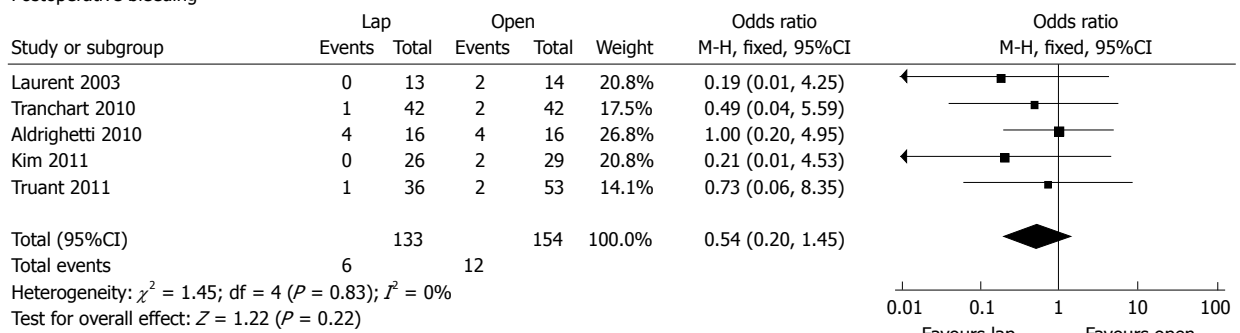 Lap Open Odds ratio Odds ratio
Study or subgroup Events Total Events Total Weight M-H, fixed, 95%CI M-H, fixed, 95%CI
Laurent 2003 0 13 2 14 20.8% 0.19 (0.01, 4.25)
Tranchart 2010 1 42 2 42 17.5% 0.49 (0.04, 5.59)
Aldrighetti 2010 4 16 4 16 26.8% 1.00 (0.20, 4.95)
Kim 2011 0 26 2 29 20.8% 0.21 (0.01, 4.53)
Truant 2011 1 36 2 53 14.1% 0.73 (0.06, 8.35)
Total (95%CI) 133 154 100.0% 0.54 (0.20, 1.45)
Total events 6 12
Heterogeneity: χ² = 1.45; df = 4 (P = 0.83); I² = 0%
0.01 0.1 1 10 100
Test for overall effect: Z = 1.22 (P = 0.22)
Favours lap Favours open